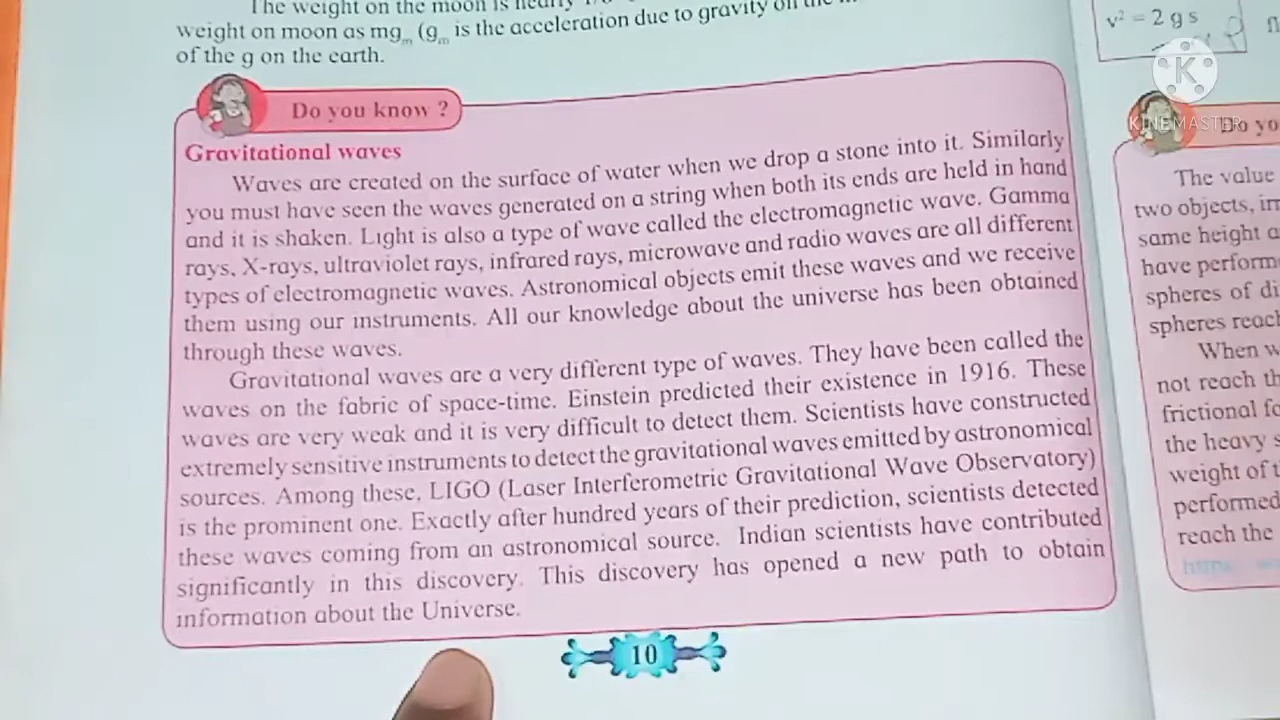 The weight on the moon is nearly
weight on moon as mgm (gm is the acceleration due to gravity on the
of the g on the earth.
Do you know ?
Gravitational waves
Waves are created on the surface of water when we drop a stone into it. Similarly
you must have seen the waves generated on a string when both its ends are held in hand
and it is shaken. Light is also a type of wave called the electromagnetic wave. Gamma
rays, X-rays, ultraviolet rays, infrared rays, microwave and radio waves are all different
types of electromagnetic waves. Astronomical objects emit these waves and we receive
them using our instruments. All our knowledge about the universe has been obtained
through these waves.
Gravitational waves are a very different type of waves. They have been called the
waves on the fabric of space-time. Einstein predicted their existence in 1916. These
waves are very weak and it is very difficult to detect them. Scientists have constructed
extremely sensitive instruments to detect the gravitational waves emitted by astronomical
sources. Among these, LIGO (Laser Interferometric Gravitational Wave Observatory)
is the prominent one. Exactly after hundred years of their prediction, scientists detected
these waves coming from an astronomical source. Indian scientists have contributed
significantly in this discovery. This discovery has opened a new path to obtain
information about the Universe.
10
v² = 2 g s
K
KINEMASTER
Do yo
The value
two objects, irr
same height a
have perform
spheres of di
spheres reach
When w
not reach th
frictional fo
the heavy s
weight of t
performed
reach the